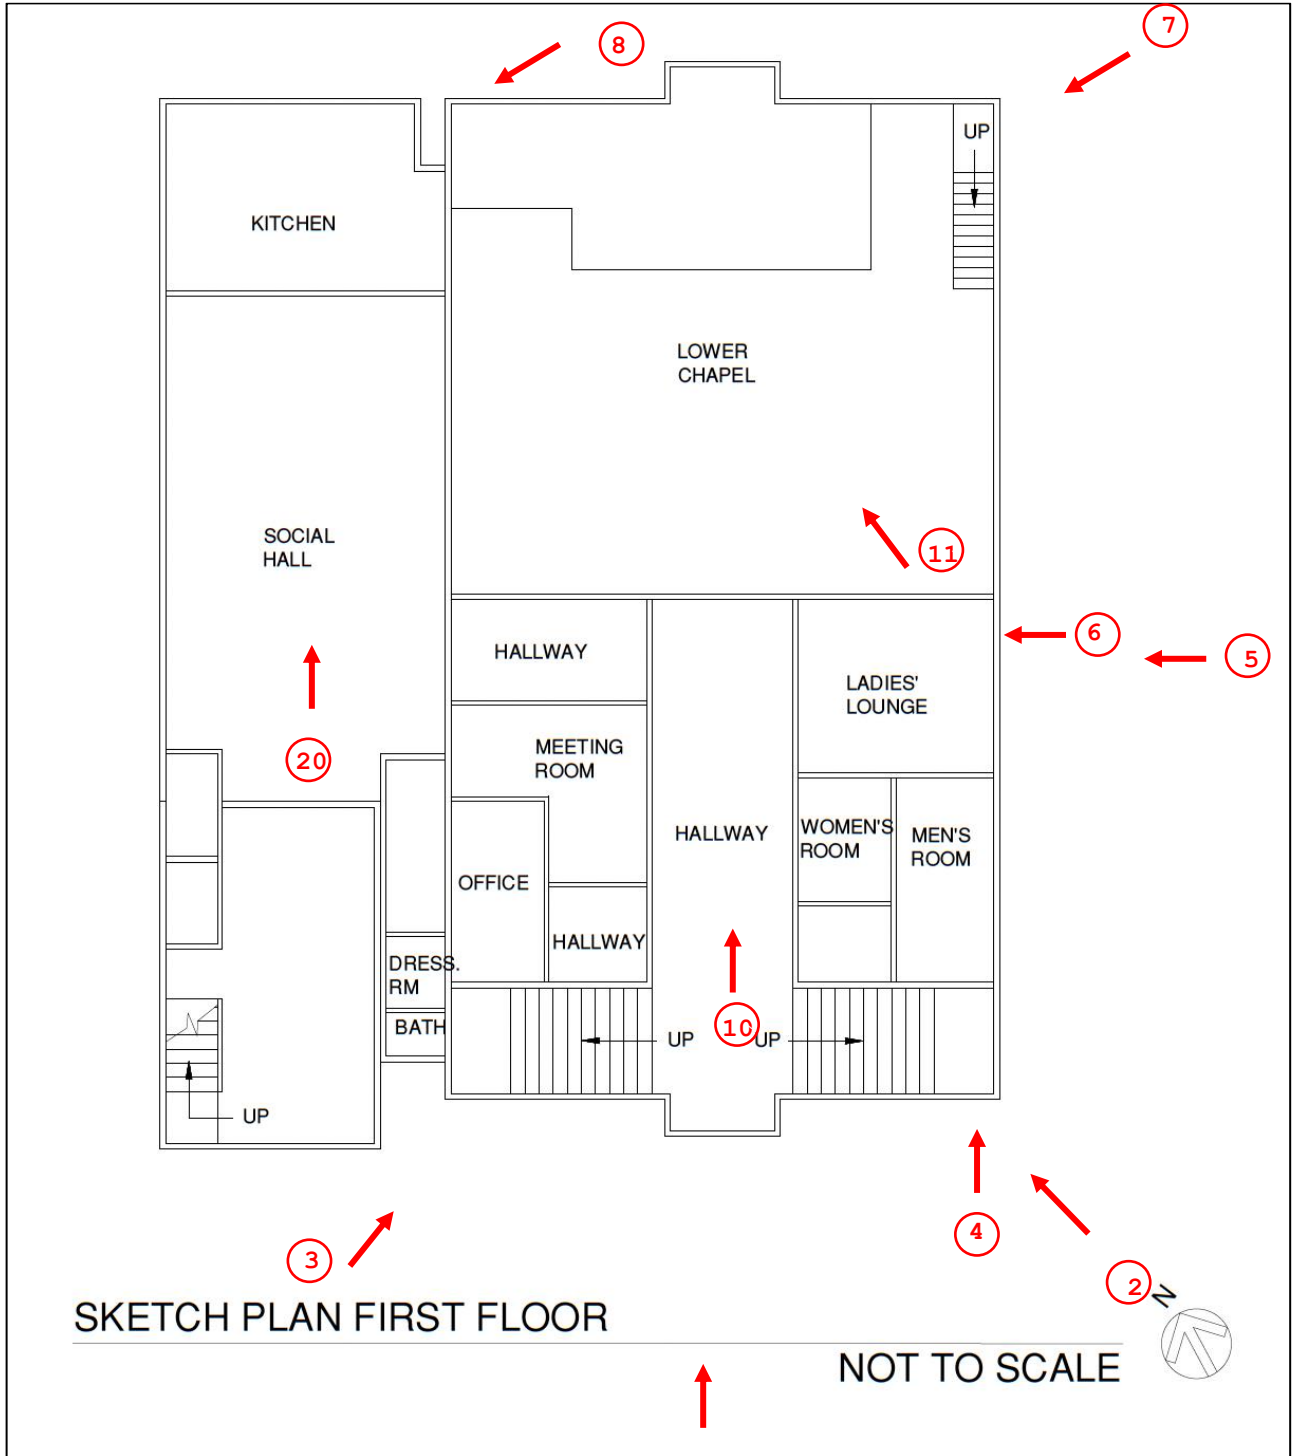 8
7
UP
KITCHEN
LOWER
CHAPEL
SOCIAL
HALL
11
6
5
HALLWAY
LADIES'
LOUNGE
MEETING
ROOM
20
HALLWAY
WOMEN'S
ROOM
MEN'S
ROOM
OFFICE
HALLWAY
DRESS.
RM
BATH
UP
10
UP
UP
4
3
2
N
SKETCH PLAN FIRST FLOOR
NOT TO SCALE